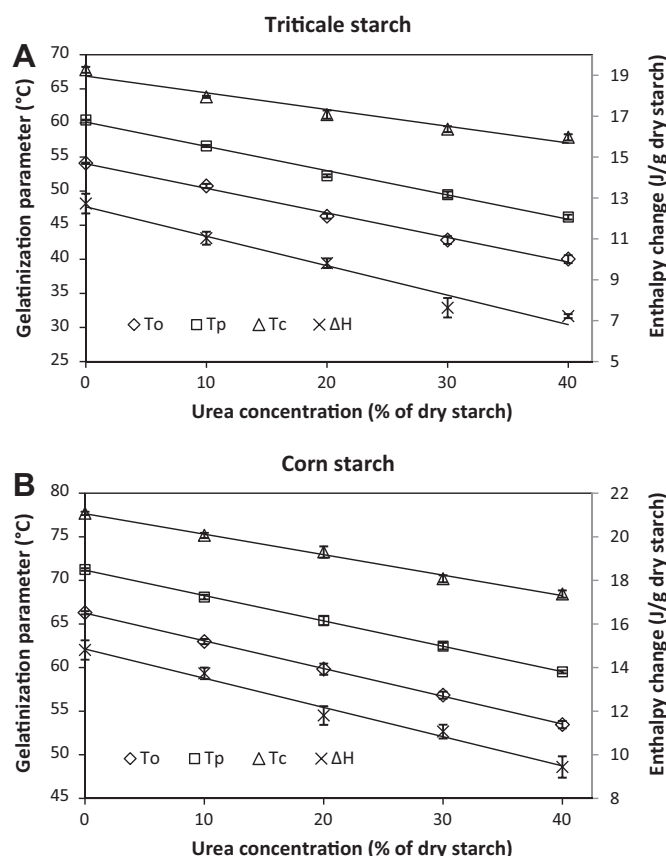 Triticale starch
A
Gelatinization parameter (°C)
70
65
60
55
50
45
40
35
30
25
19
17
15
13
11
9
7
5
Enthalpy change (J/g dry starch)
To Tp Tc ΔH
0 10 20 30 40
Urea concentration (% of dry starch)
Corn starch
B
Gelatinization parameter (°C)
80
75
70
65
60
55
50
45
22
20
18
16
14
12
10
8
Enthalpy change (J/g dry starch)
To Tp Tc ΔH
0 10 20 30 40
Urea concentration (% of dry starch)